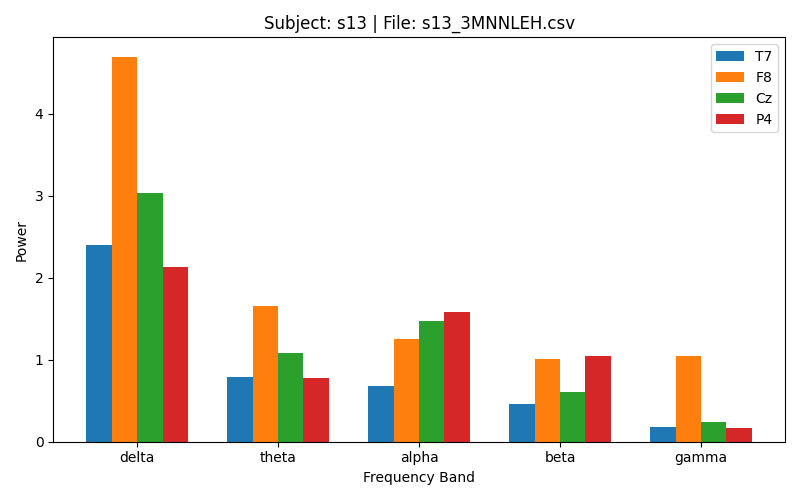 Subject: s13 | File: s13_3MNNLEH.csv
T7
F8
Cz
P4
Power
4
3
2
1
0
delta theta alpha beta gamma
Frequency Band